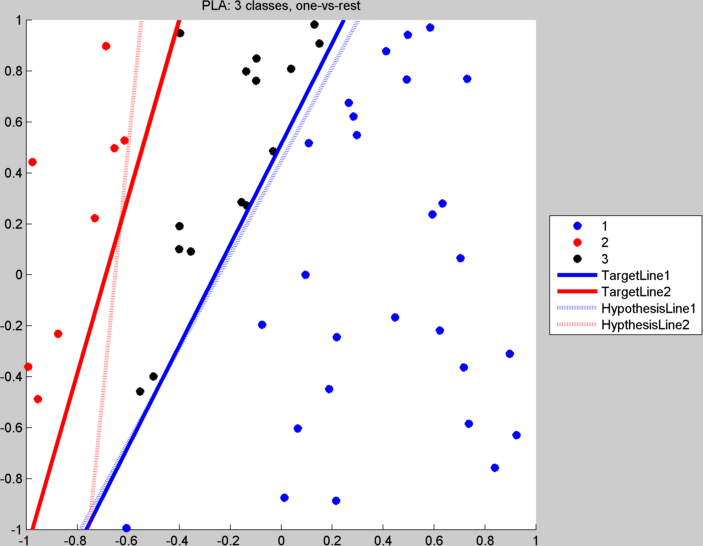 PLA: 3 classes, one-vs-rest
1
0.8
0.6
0.4
0.2
0
-0.2
-0.4
-0.6
-0.8
-1
-1 -0.8 -0.6 -0.4 -0.2 0 0.2 0.4 0.6 0.8 1
1
2
3
TargetLine1
TargetLine2
HypothesisLine1
HypthesisLine2